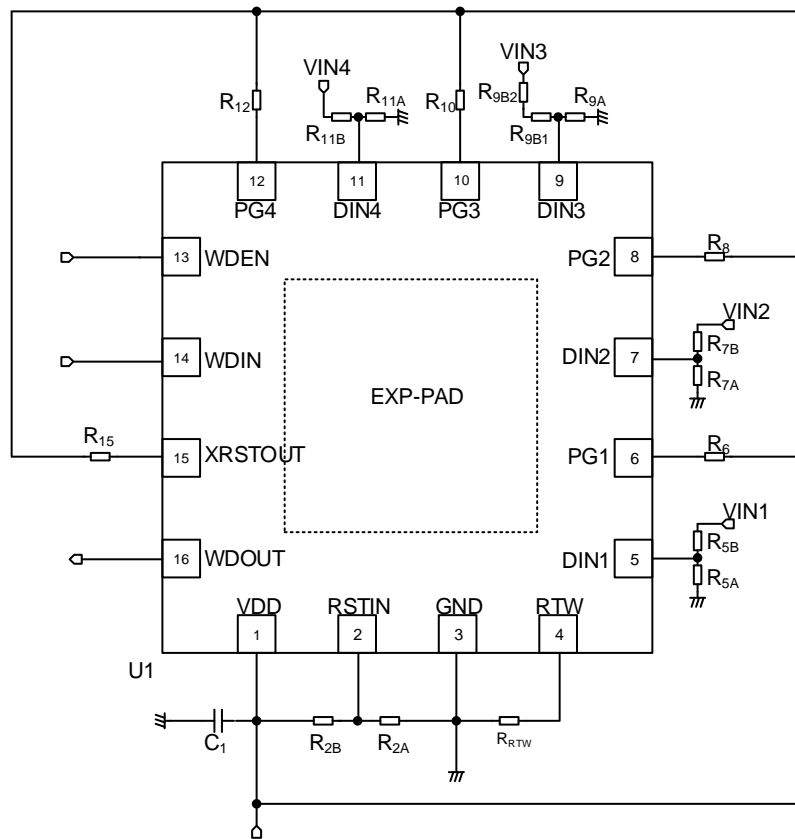 VIN4
VIN3
R12
R11A
R10
R9B2
R9A
R11B
R9B1
12
11
10
9
PG4
DIN4
PG3
DIN3
13
WDEN
PG2
8
R8
VIN2
14
WDIN
DIN2
7
R7B
R7A
EXP-PAD
R15
15
XRSTOUT
PG1
6
R6
VIN1
16
WDOUT
DIN1
5
R5B
R5A
VDD
RSTIN
GND
RTW
1
2
3
4
U1
C1
R2B
R2A
RRTW